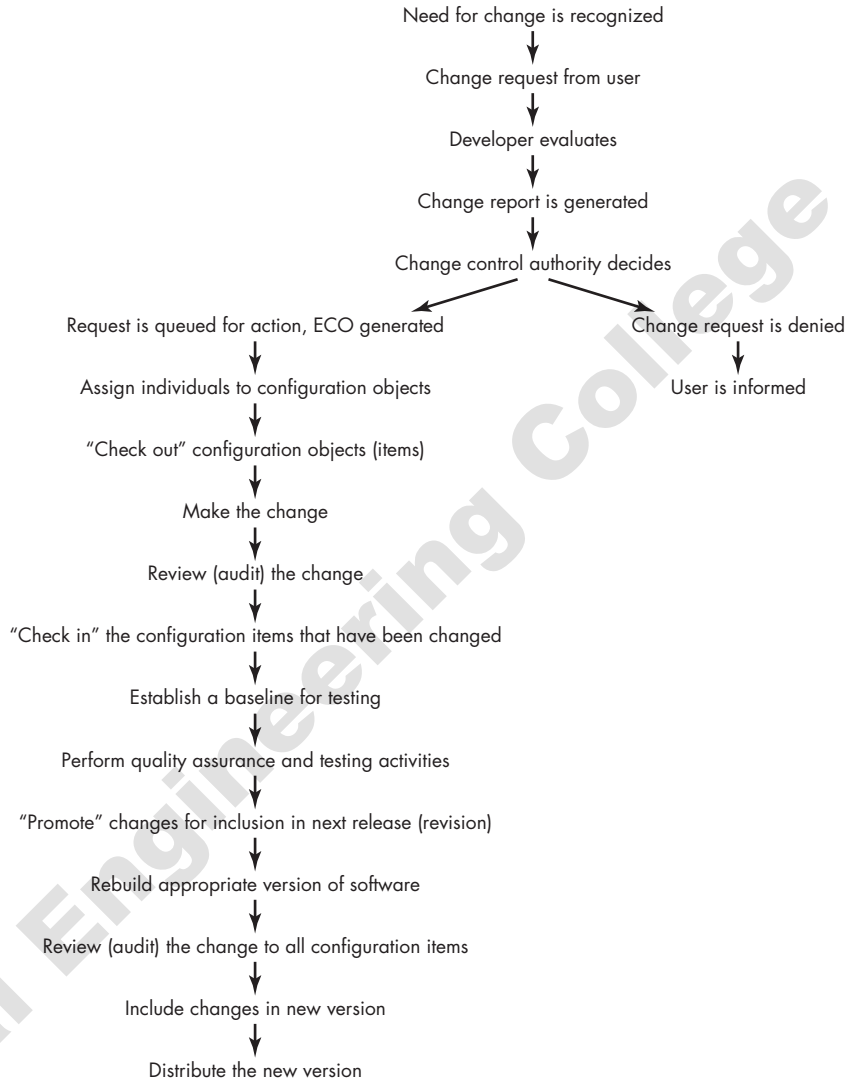 Need for change is recognized
Change request from user
Developer evaluates
Change report is generated
Change control authority decides
Request is queued for action, ECO generated
Change request is denied
Assign individuals to configuration objects
User is informed
“Check out” configuration objects (items)
Make the change
Review (audit) the change
“Check in” the configuration items that have been changed
Establish a baseline for testing
Perform quality assurance and testing activities
“Promote” changes for inclusion in next release (revision)
Rebuild appropriate version of software
Review (audit) the change to all configuration items
Include changes in new version
Distribute the new version
Engineering College